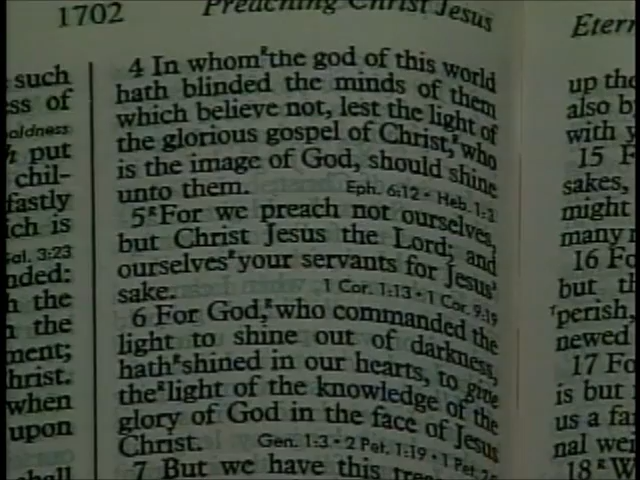 1702
Preaching Christ Jesus
such
ss of
oldness
put
chil-
fastly
ich is
al. 3:23
nded:
h the
n the
ment;
hrist.
when
upon
shall
4 In whom the god of this world
hath blinded the minds of them
which believe not, lest the light of
the glorious gospel of Christ, who
is the image of God, should shine
unto them. Eph. 6:12 · Heb. 1:3
5 For we preach not ourselves,
but Christ Jesus the Lord; and
ourselves your servants for Jesus'
sake. 1 Cor. 1:13 · 1 Cor. 9:19
6 For God, who commanded the
light to shine out of darkness,
hath shined in our hearts, to give
the light of the knowledge of the
glory of God in the face of Jesus
Christ. Gen. 1:3 · 2 Pet. 1:19 · 1 Pet.
7 But we have this
Etern
up the
also b
with y
15 F
sakes,
might
many
16 Fo
but th
perish,
newed
17 Fo
is but
us a fa
nal wei
18 W